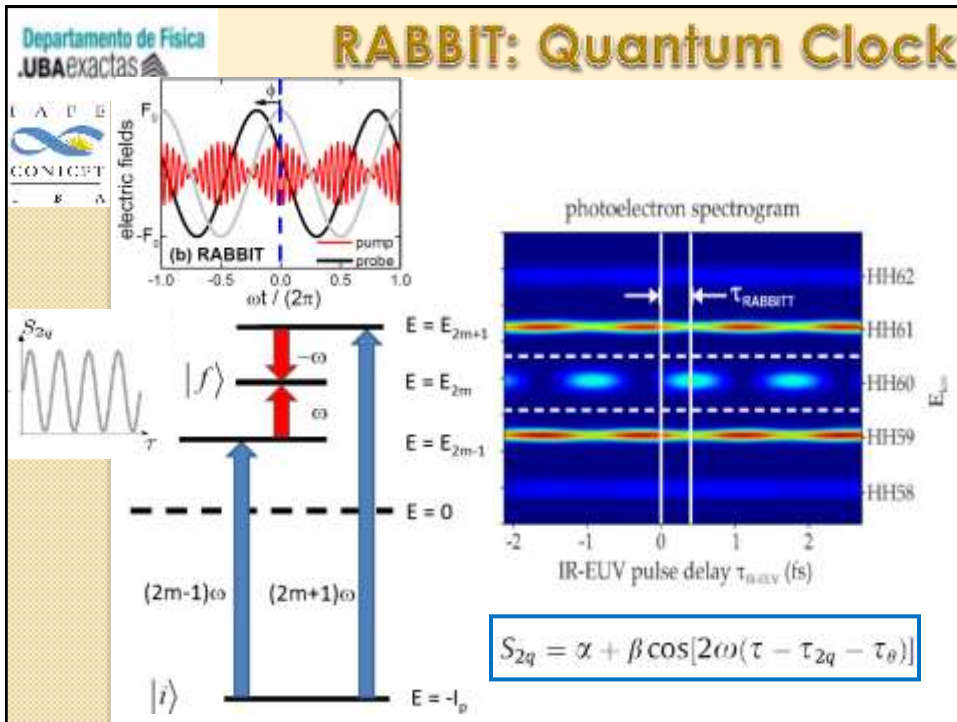 Departamento de Física
.UBAexactas
RABBIT: Quantum Clock
CONICET
electric fields
F₀
-F₀
ϕ
(b) RABBIT
pump
probe
-1.0 -0.5 0.0 0.5 1.0
ωt / (2π)
S₂q
τ
E = E₂ₘ₊₁
-ω
|f⟩
E = E₂ₘ
ω
E = E₂ₘ₋₁
E = 0
(2m-1)ω
(2m+1)ω
|i⟩
E = -Iₚ
photoelectron spectrogram
τRABBITT
HH62
HH61
HH60
HH59
HH58
-2 -1 0 1 2
IR-EUV pulse delay τIR-EUV (fs)
S₂q = α + β cos[2ω(τ − τ₂q − τθ)]